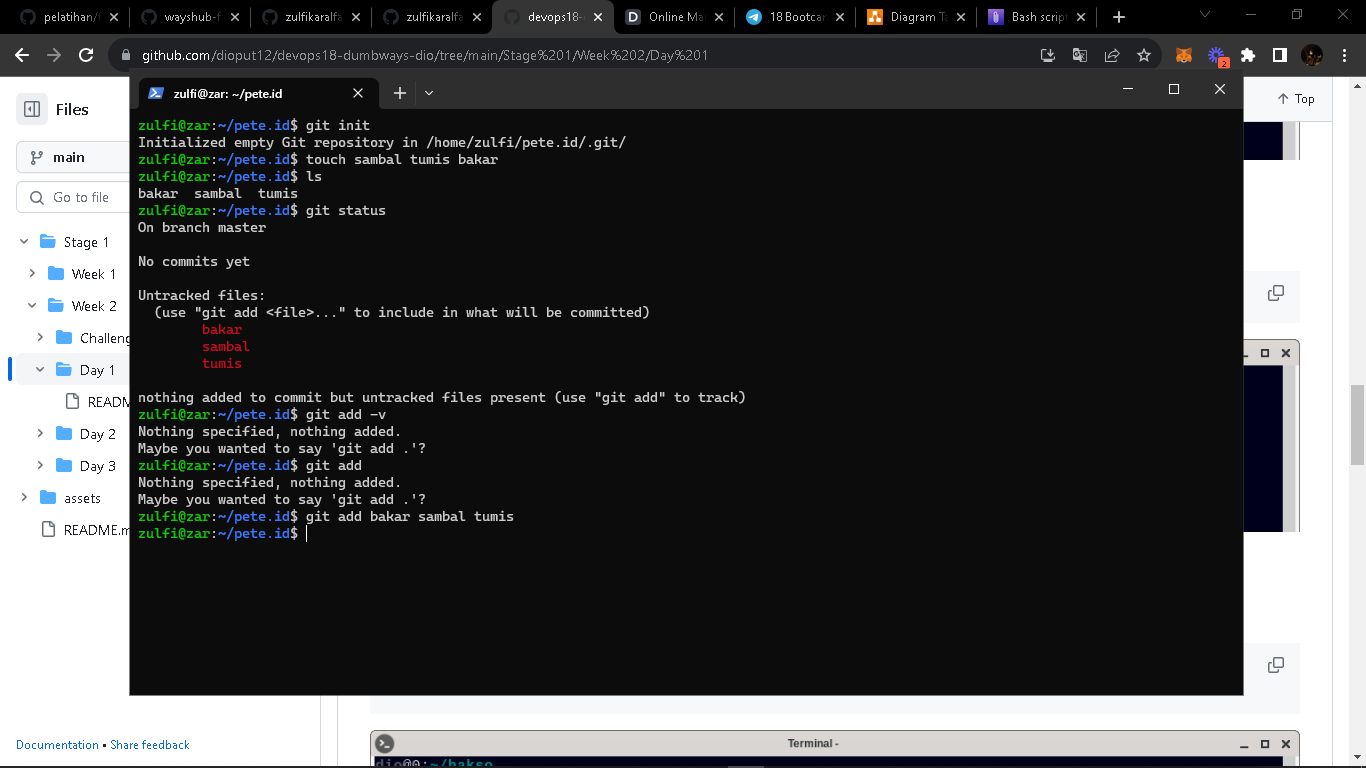 pelatihan/f
wayshub-f
zulfikaralfa
zulfikaralfa
devops18-
Online Ma
18 Bootcar
Diagram Ta
Bash script
github.com/dioput12/devops18-dumbways-dio/tree/main/Stage%201/Week%202/Day%201
2
Files
main
Go to file
Stage 1
Week 1
Week 2
Challeng
Day 1
READM
Day 2
Day 3
assets
README.m
Documentation • Share feedback
Top
zulfi@zar: ~/pete.id
zulfi@zar:~/pete.id$ git init
Initialized empty Git repository in /home/zulfi/pete.id/.git/
zulfi@zar:~/pete.id$ touch sambal tumis bakar
zulfi@zar:~/pete.id$ ls
bakar  sambal  tumis
zulfi@zar:~/pete.id$ git status
On branch master
No commits yet
Untracked files:
(use "git add <file>..." to include in what will be committed)
bakar
sambal
tumis
nothing added to commit but untracked files present (use "git add" to track)
zulfi@zar:~/pete.id$ git add -v
Nothing specified, nothing added.
Maybe you wanted to say 'git add .'?
zulfi@zar:~/pete.id$ git add
Nothing specified, nothing added.
Maybe you wanted to say 'git add .'?
zulfi@zar:~/pete.id$ git add bakar sambal tumis
zulfi@zar:~/pete.id$
Terminal -
dio@0:~/bakso